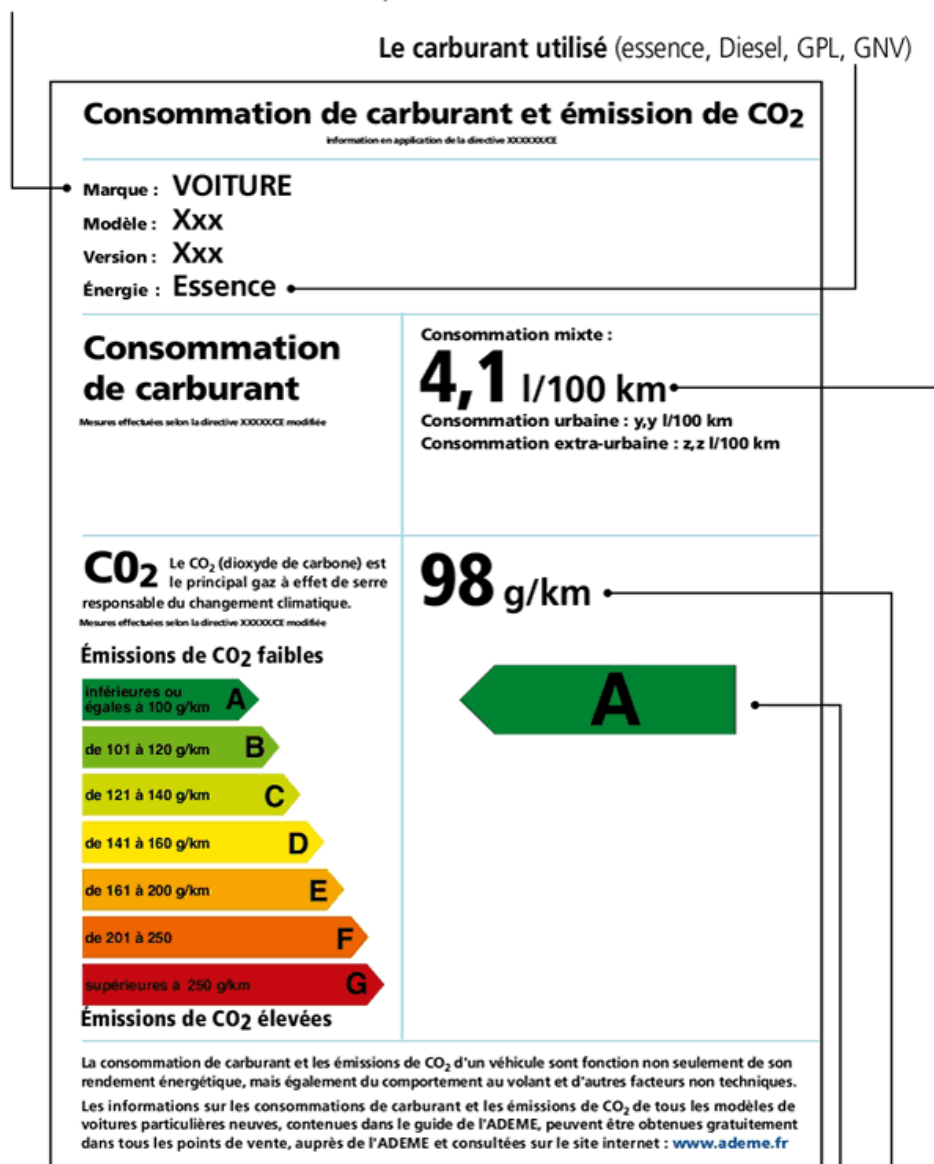 Le carburant utilisé (essence, Diesel, GPL, GNV)
Consommation de carburant et émission de CO2
information en application de la directive XXXXXX/CE
Marque : VOITURE
Modèle : Xxx
Version : Xxx
Énergie : Essence
Consommation
de carburant
Mesures effectuées selon la directive XXXXX/CE modifiée
Consommation mixte :
4,1 l/100 km
Consommation urbaine : y,y l/100 km
Consommation extra-urbaine : z,z l/100 km
C02 Le CO2 (dioxyde de carbone) est
le principal gaz à effet de serre
responsable du changement climatique.
Mesures effectuées selon la directive XXXXX/CE modifiée
98 g/km
Émissions de CO2 faibles
inférieures ou
égales à 100 g/km A
A
de 101 à 120 g/km B
de 121 à 140 g/km C
de 141 à 160 g/km D
de 161 à 200 g/km E
de 201 à 250 F
supérieures à 250 g/km G
Émissions de CO2 élevées
La consommation de carburant et les émissions de CO2 d'un véhicule sont fonction non seulement de son
rendement énergétique, mais également du comportement au volant et d'autres facteurs non techniques.
Les informations sur les consommations de carburant et les émissions de CO2 de tous les modèles de
voitures particulières neuves, contenues dans le guide de l'ADEME, peuvent être obtenues gratuitement
dans tous les points de vente, auprès de l'ADEME et consultées sur le site internet : www.ademe.fr